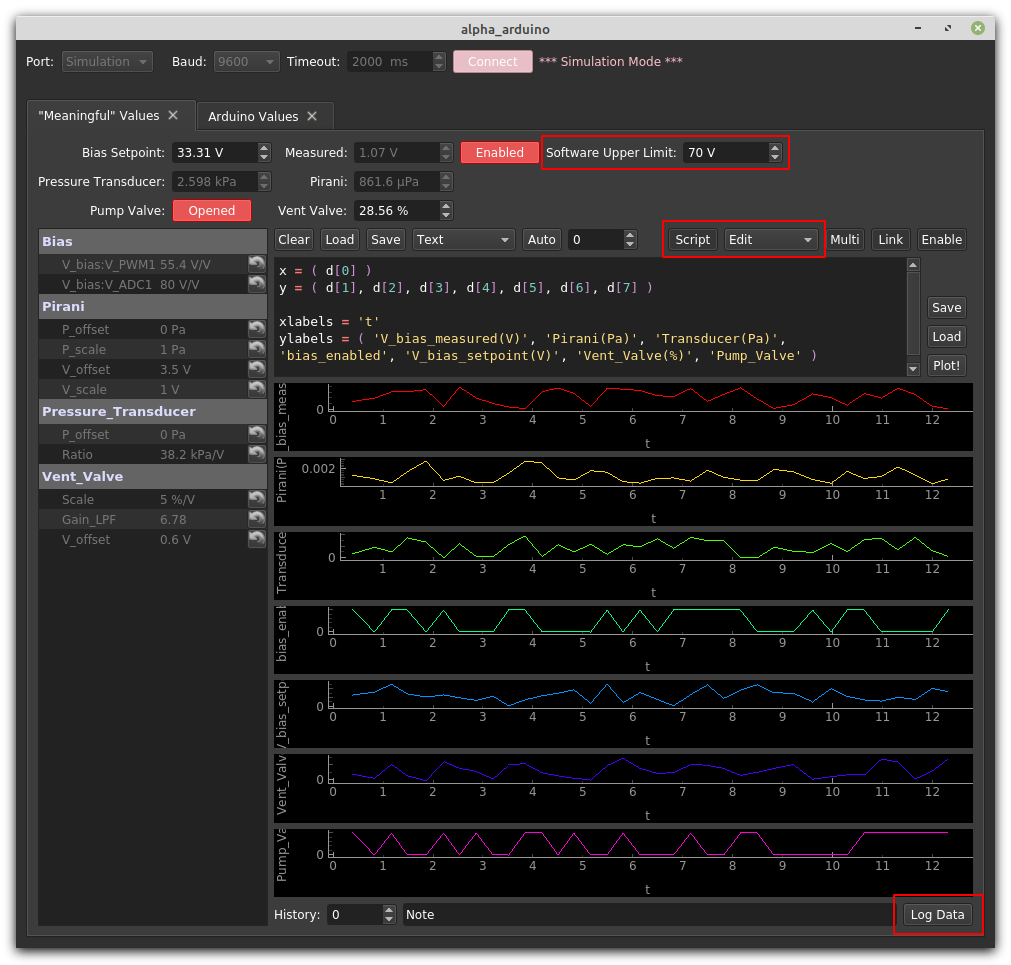 alpha_arduino
Port: Simulation Baud: 9600 Timeout: 2000 ms Connect *** Simulation Mode ***
"Meaningful" Values Arduino Values
Bias Setpoint: 33.31 V Measured: 1.07 V Enabled Software Upper Limit: 70 V
Pressure Transducer: 2.598 kPa Pirani: 861.6 µPa
Pump Valve: Opened Vent Valve: 28.56 %
Bias
V_bias:V_PWM1 55.4 V/V
V_bias:V_ADC1 80 V/V
Pirani
P_offset 0 Pa
P_scale 1 Pa
V_offset 3.5 V
V_scale 1 V
Pressure_Transducer
P_offset 0 Pa
Ratio 38.2 kPa/V
Vent_Valve
Scale 5 %/V
Gain_LPF 6.78
V_offset 0.6 V
Clear Load Save Text Auto 0 Script Edit Multi Link Enable
x = ( d[0] )
y = ( d[1], d[2], d[3], d[4], d[5], d[6], d[7] )
xlabels = 't'
ylabels = ( 'V_bias_measured(V)', 'Pirani(Pa)', 'Transducer(Pa)',
'bias_enabled', 'V_bias_setpoint(V)', 'Vent_Valve(%)', 'Pump_Valve' )
Save
Load
Plot!
_bias_meas
0
0 1 2 3 4 5 6 7 8 9 10 11 12
t
Pirani(P
0.002
1 2 3 4 5 6 7 8 9 10 11 12
t
Transduce
0
1 2 3 4 5 6 7 8 9 10 11 12
t
bias_enab
0
0 1 2 3 4 5 6 7 8 9 10 11 12
t
V_bias_setp
0
0 1 2 3 4 5 6 7 8 9 10 11 12
t
Vent_Valv
0
0 1 2 3 4 5 6 7 8 9 10 11 12
t
Pump_Va
0
0 1 2 3 4 5 6 7 8 9 10 11 12
t
History: 0 Note Log Data